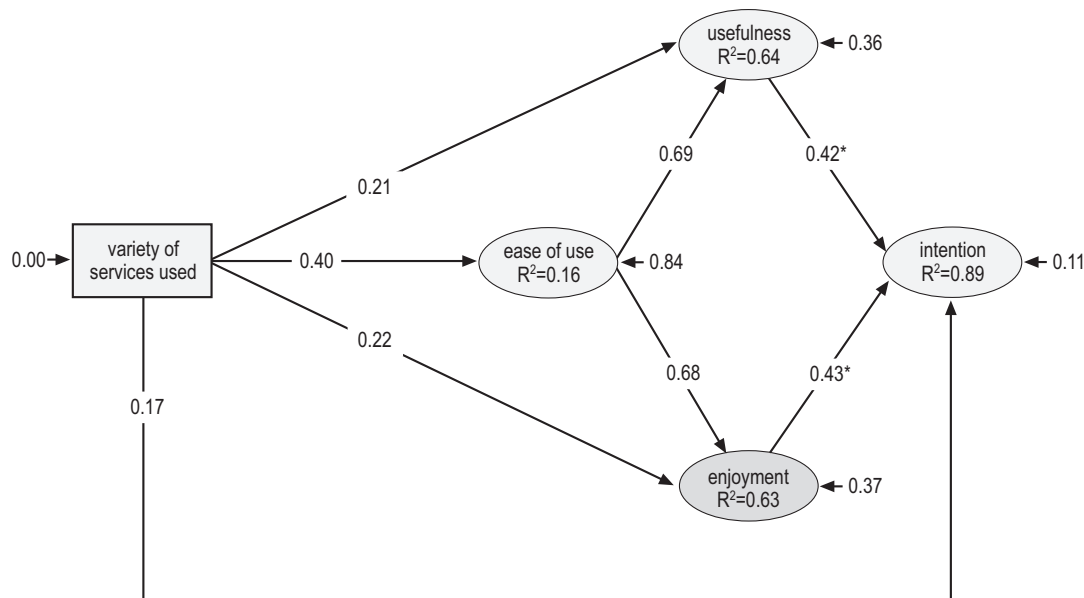 usefulness
R²=0.64
0.36
0.69
0.42*
0.21
variety of
services used
0.00
0.40
ease of use
R²=0.16
0.84
intention
R²=0.89
0.11
0.22
0.68
0.43*
0.17
enjoyment
R²=0.63
0.37